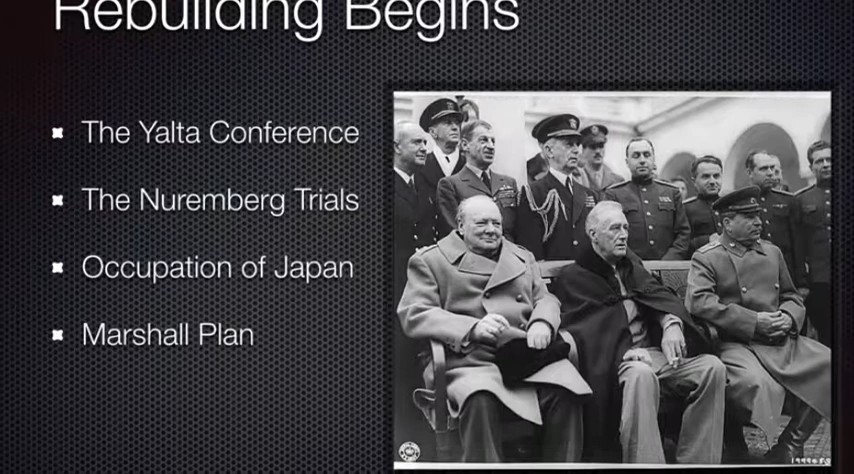 Rebuilding Begins
The Yalta Conference
The Nuremberg Trials
Occupation of Japan
Marshall Plan